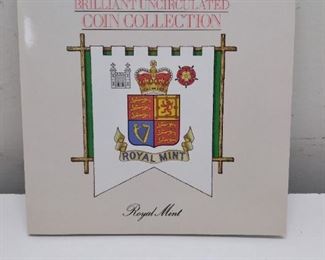 BRILLIANT UNCIRCULATED
COIN COLLECTION
ROYAL MINT
Royal Mint